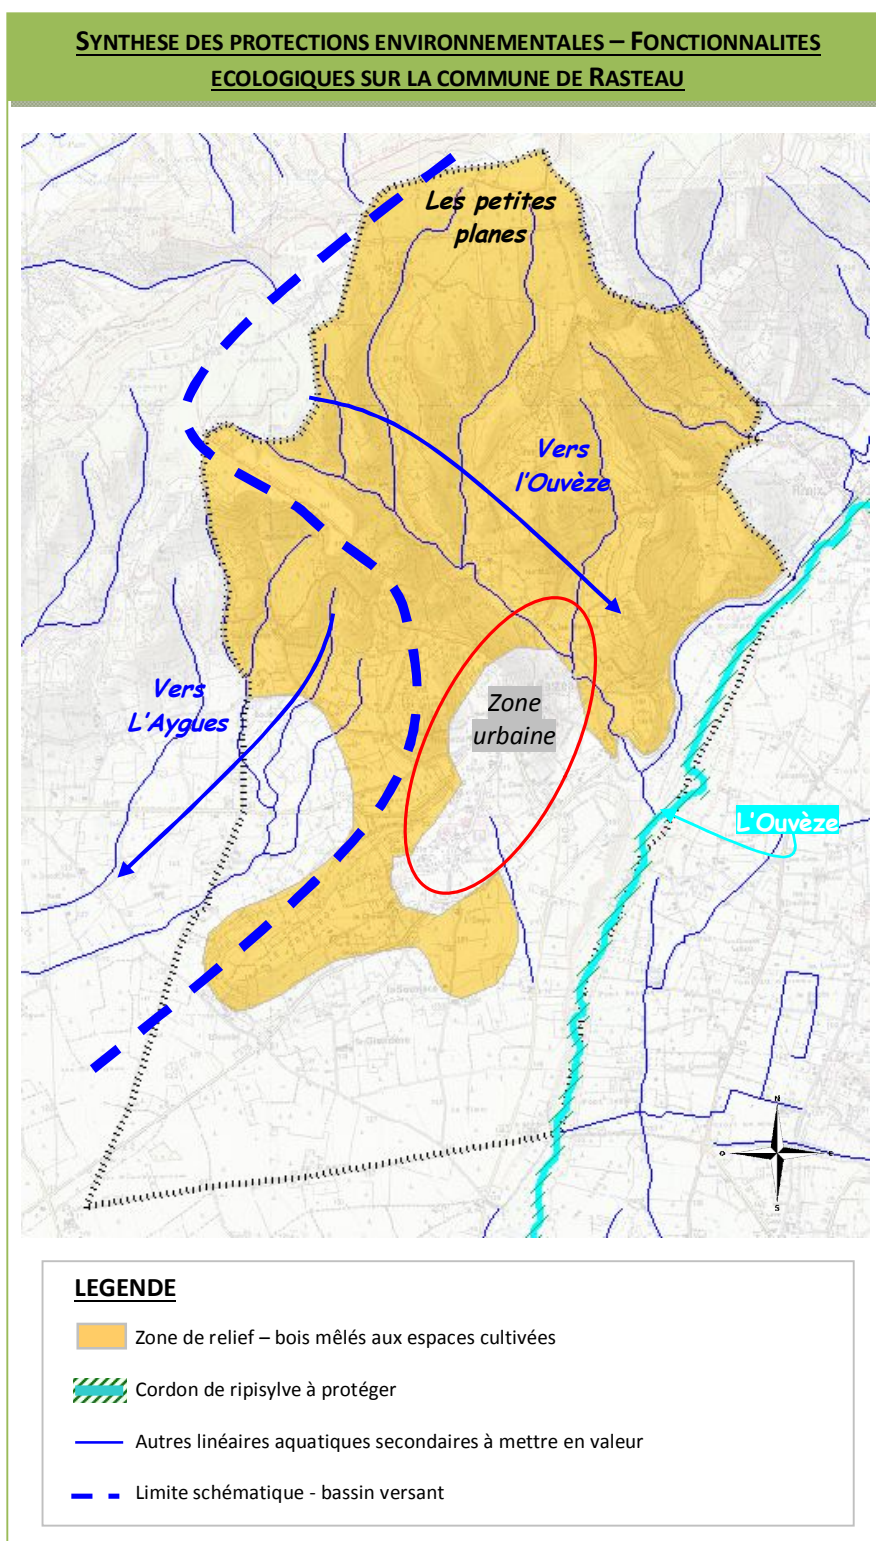 SYNTHESE DES PROTECTIONS ENVIRONNEMENTALES – FONCTIONNALITES
ECOLOGIQUES SUR LA COMMUNE DE RASTEAU
Les petites
planes
Vers
l'Ouvèze
Vers
L'Aygues
Zone
urbaine
L'Ouvèze
N
O
E
S
LEGENDE
Zone de relief – bois mêlés aux espaces cultivées
Cordon de ripisylve à protéger
Autres linéaires aquatiques secondaires à mettre en valeur
Limite schématique - bassin versant